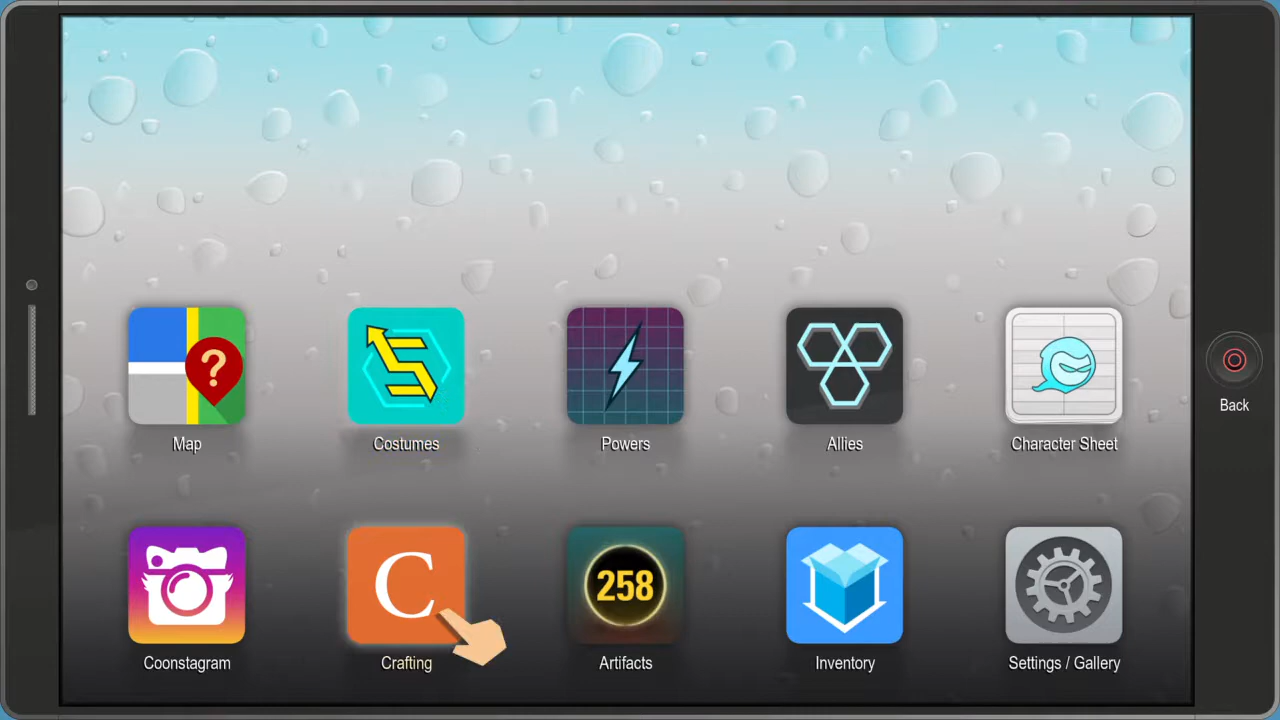 ?
Map
Costumes
Powers
Allies
Character Sheet
Back
C
258
Coonstagram
Crafting
Artifacts
Inventory
Settings / Gallery